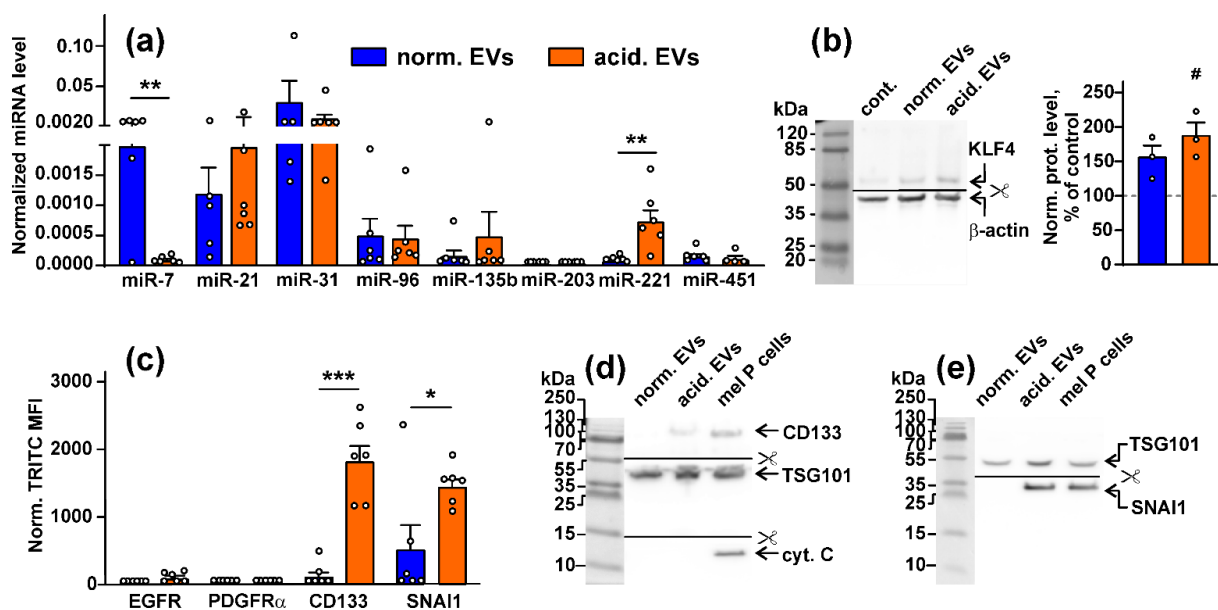 (a)
norm. EVs
acid. EVs
Normalized miRNA level
0.10
0.05
0.0020
0.0015
0.0010
0.0005
0.0000
**
**
miR-7 miR-21 miR-31 miR-96 miR-135b miR-203 miR-221 miR-451
(b)
kDa
cont.
norm. EVs
acid. EVs
120
85
50
35
25
20
KLF4
β-actin
Norm. prot. level,
% of control
250
200
150
100
50
0
#
(c)
Norm. TRITC MFI
3000
2000
1000
0
***
*
EGFR PDGFRα CD133 SNAI1
(d)
kDa
norm. EVs
acid. EVs
mel P cells
250
130
100
70
55
35
25
15
10
CD133
TSG101
cyt. C
(e)
kDa
norm. EVs
acid. EVs
mel P cells
250
130
100
70
55
35
25
15
10
TSG101
SNAI1